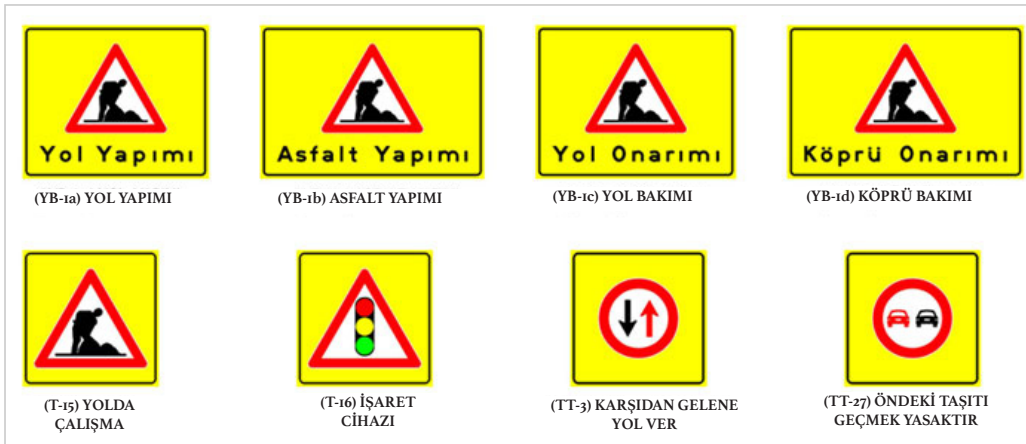 Yol Yapımı
Asfalt Yapımı
Yol Onarımı
Köprü Onarımı
(YB-1a) YOL YAPIMI
(YB-1b) ASFALT YAPIMI
(YB-1c) YOL BAKIMI
(YB-1d) KÖPRÜ BAKIMI
(T-15) YOLDA
ÇALIŞMA
(T-16) İŞARET
CİHAZI
(TT-3) KARŞIDAN GELENE
YOL VER
(TT-27) ÖNDEKİ TAŞITI
GEÇMEK YASAKTIR